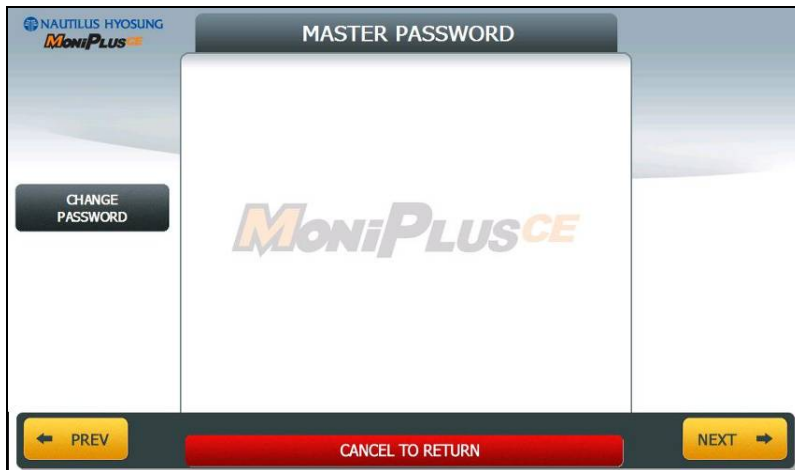 NAUTILUS HYOSUNG
MONiPLUSCE
MASTER PASSWORD
CHANGE
PASSWORD
MONiPLUSCE
PREV
CANCEL TO RETURN
NEXT